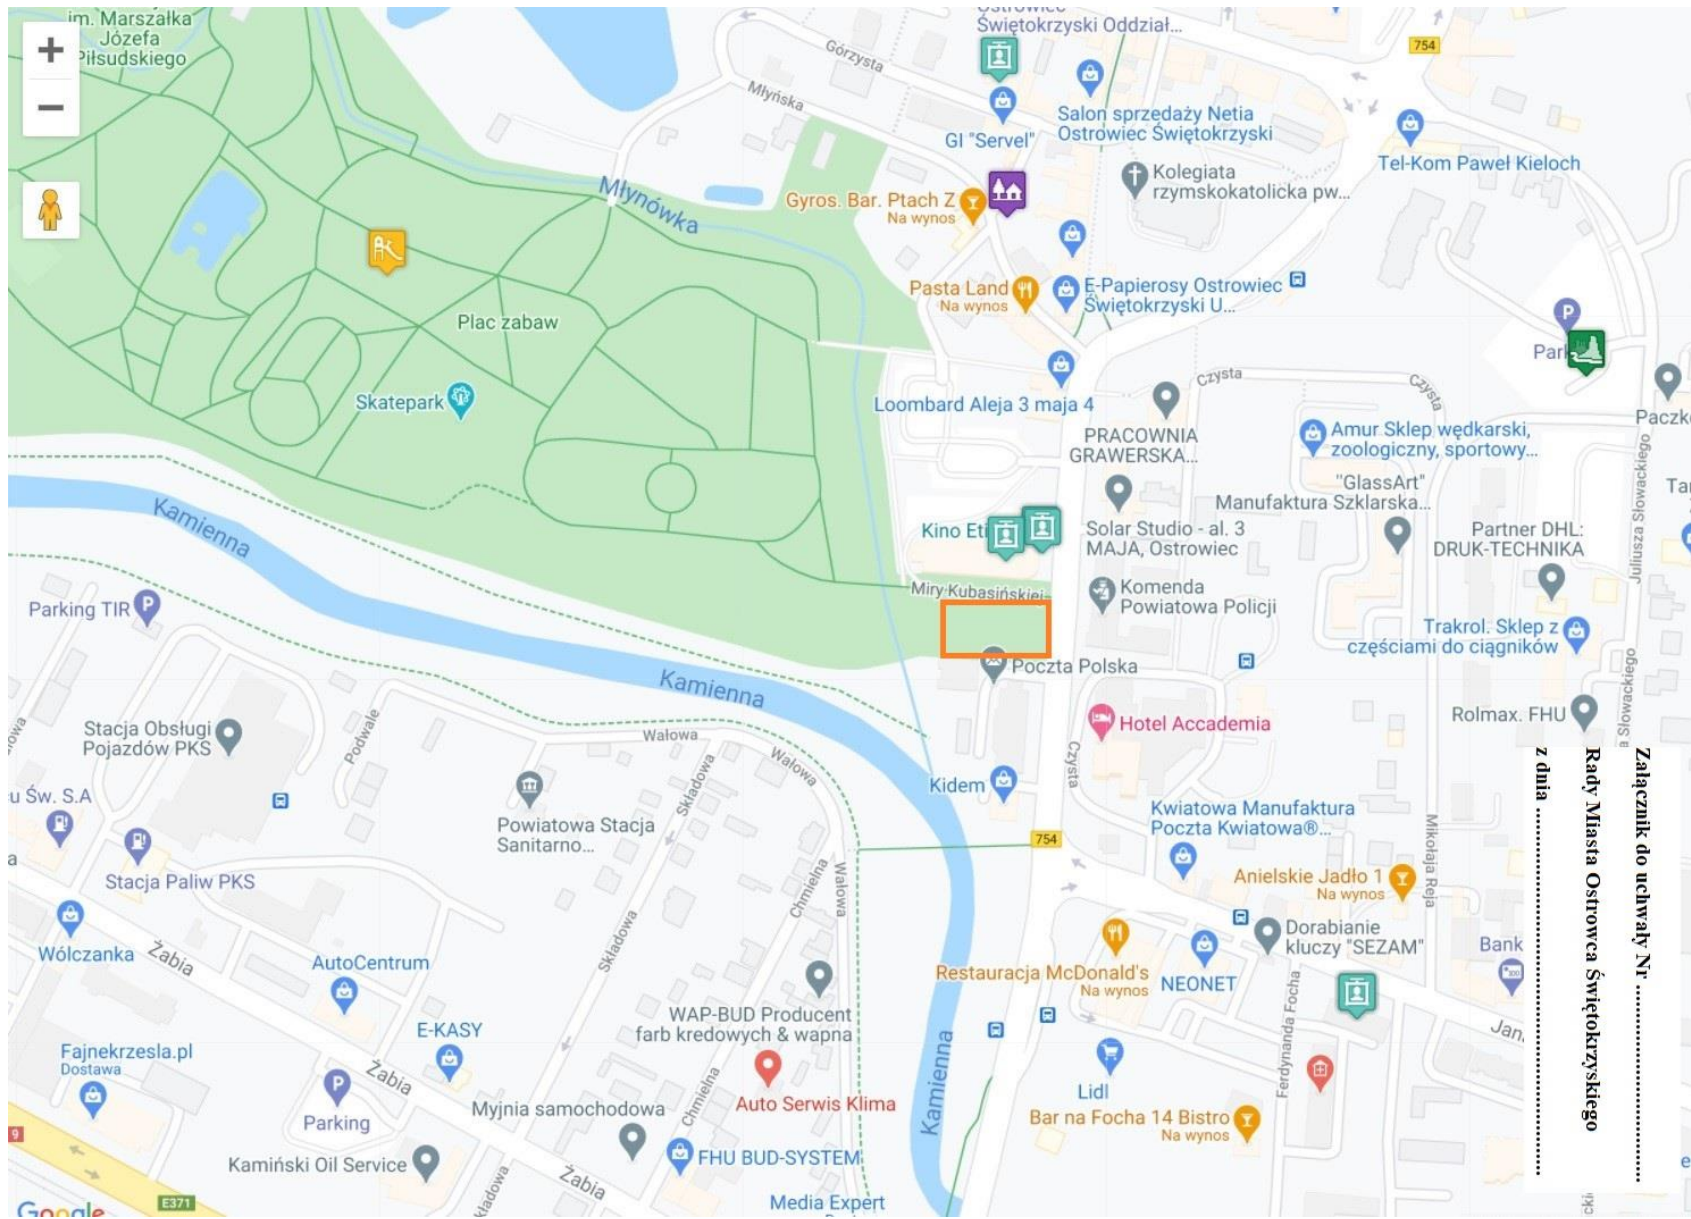 im. Marszałka
Józefa
Piłsudskiego
Świętokrzyski Oddział...
754
Górzysta
Młyńska
Salon sprzedaży Netia
Ostrowiec Świętokrzyski
GI "Servel"
Tel-Kom Paweł Kieloch
Kolegiata
rzymskokatolicka pw...
Młynówka
Gyros. Bar. Ptach Z
Na wynos
E-Papierosy Ostrowiec
Świętokrzyski U...
Pasta Land
Na wynos
Plac zabaw
P
Czysta
Czysta
Skatepark
Loombard Aleja 3 maja 4
PRACOWNIA
GRAWERSKA...
Amur Sklep wędkarski,
zoologiczny, sportowy...
"GlassArt"
Manufaktura Szklarska...
Juliusza Słowackiego
Kamienna
Solar Studio - al. 3
MAJA, Ostrowiec
Partner DHL:
DRUK-TECHNIKA
Miry Kubasińskiej
Komenda
Powiatowa Policji
Parking TIR
P
Trakrol. Sklep z
częściami do ciągników
Poczta Polska
Kamienna
Hotel Accademia
Rolmax. FHU
Stacja Obsługi
Pojazdów PKS
Podwale
Wałowa
Wałowa
Składowa
Czysta
Kidem
Załącznik do uchwały Nr ........................................
Rady Miasta Ostrowca Świętokrzyskiego
z dnia ........................................................................
Powiatowa Stacja
Sanitarno...
Kwiatowa Manufaktura
Poczta Kwiatowa®...
754
Mikołaja Reja
Stacja Paliw PKS
Chmielna
Wałowa
Anielskie Jadło 1
Na wynos
Składowa
Dorabianie
kluczy "SEZAM"
Wólczanka
Żabia
AutoCentrum
Restauracja McDonald's
Na wynos
NEONET
Bank
WAP-BUD Producent
farb kredowych & wapna
Ferdynanda Focha
E-KASY
Fajnekrzesla.pl
Dostawa
Żabia
P
Parking
Myjnia samochodowa
Chmielna
Auto Serwis Klima
Kamienna
Lidl
Bar na Focha 14 Bistro
Na wynos
9
Kamiński Oil Service
FHU BUD-SYSTEM
Żabia
E371
Media Expert
Google